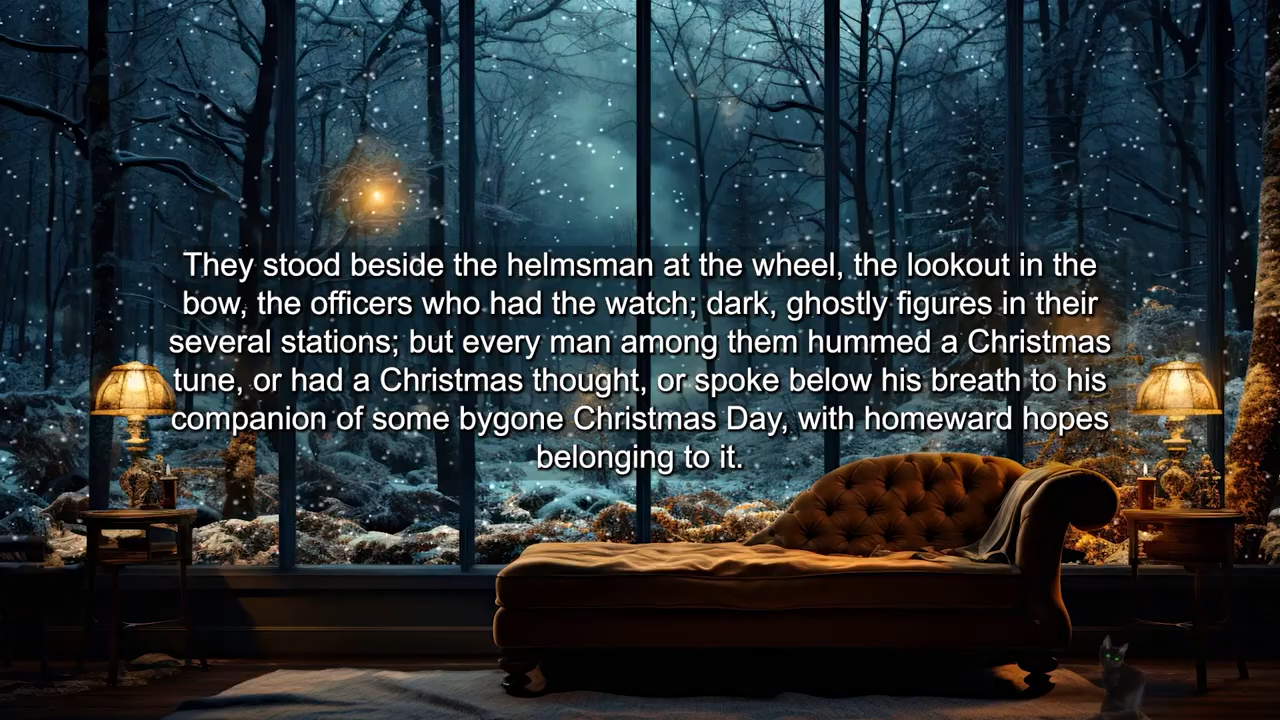 They stood beside the helmsman at the wheel, the lookout in the
bow, the officers who had the watch; dark, ghostly figures in their
several stations; but every man among them hummed a Christmas
tune, or had a Christmas thought, or spoke below his breath to his
companion of some bygone Christmas Day, with homeward hopes
belonging to it.